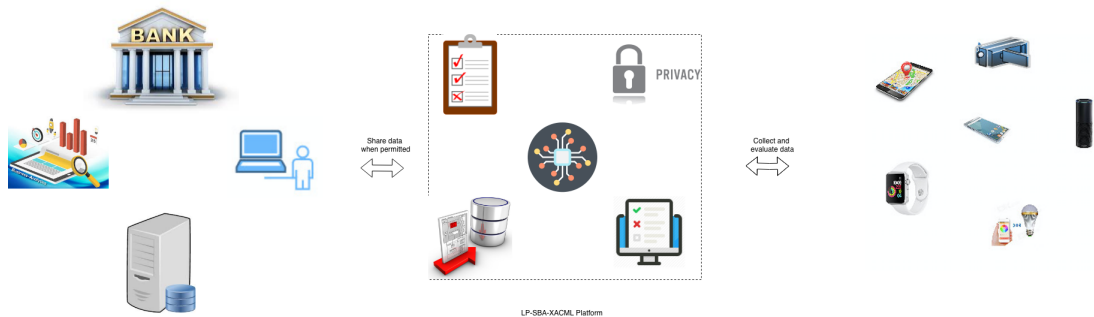 BANK
Share data
when permitted
PRIVACY
Collect and
evaluate data
LP-SBA-XACML Platform